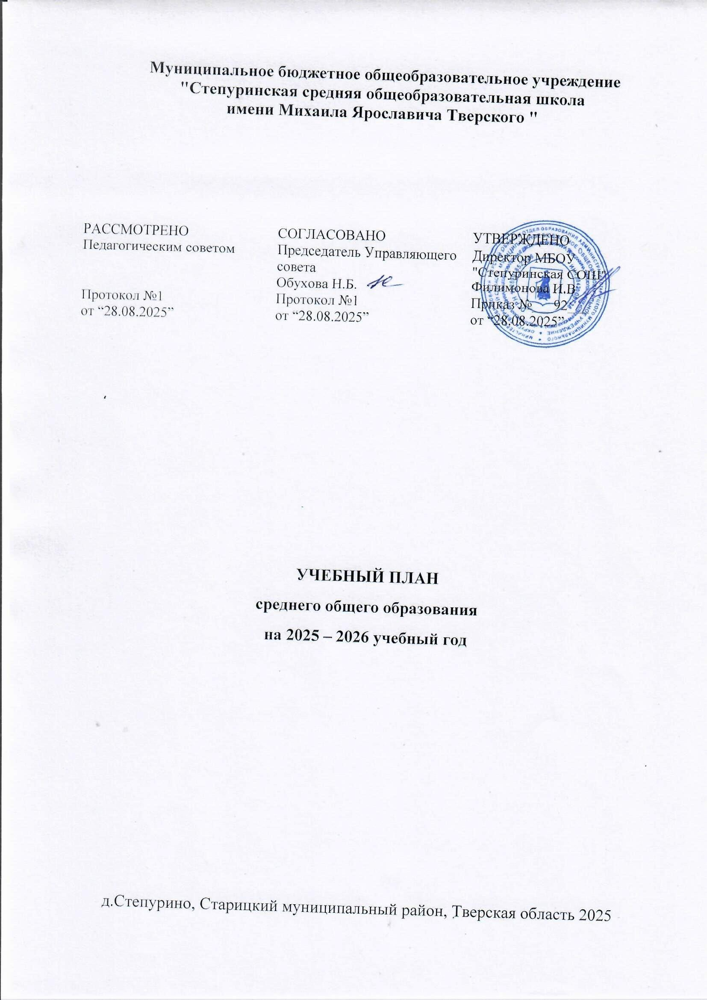 Муниципальное бюджетное общеобразовательное учреждение
"Степуринская средняя общеобразовательная школа
имени Михаила Ярославича Тверского "
РАССМОТРЕНО
Педагогическим советом
Протокол №1
от “28.08.2025”
СОГЛАСОВАНО
Председатель Управляющего
совета
Обухова Н.Б.
Протокол №1
от “28.08.2025”
УТВЕРЖДЕНО
Директор МБОУ
"Степуринская СОШ"
Филимонова И.В
Приказ №___92__
от “28.08.2025”
УЧЕБНЫЙ ПЛАН
среднего общего образования
на 2025 – 2026 учебный год
д.Степурино, Старицкий муниципальный район, Тверская область 2025